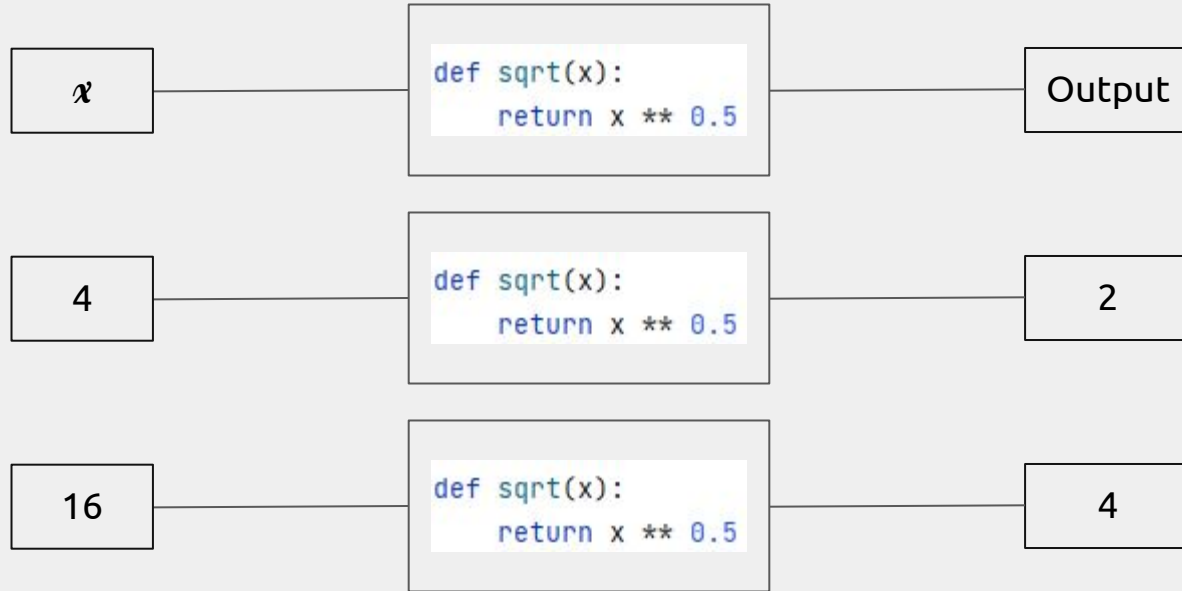 𝓍
def sqrt(x):
    return x ** 0.5
Output
4
def sqrt(x):
    return x ** 0.5
2
16
def sqrt(x):
    return x ** 0.5
4